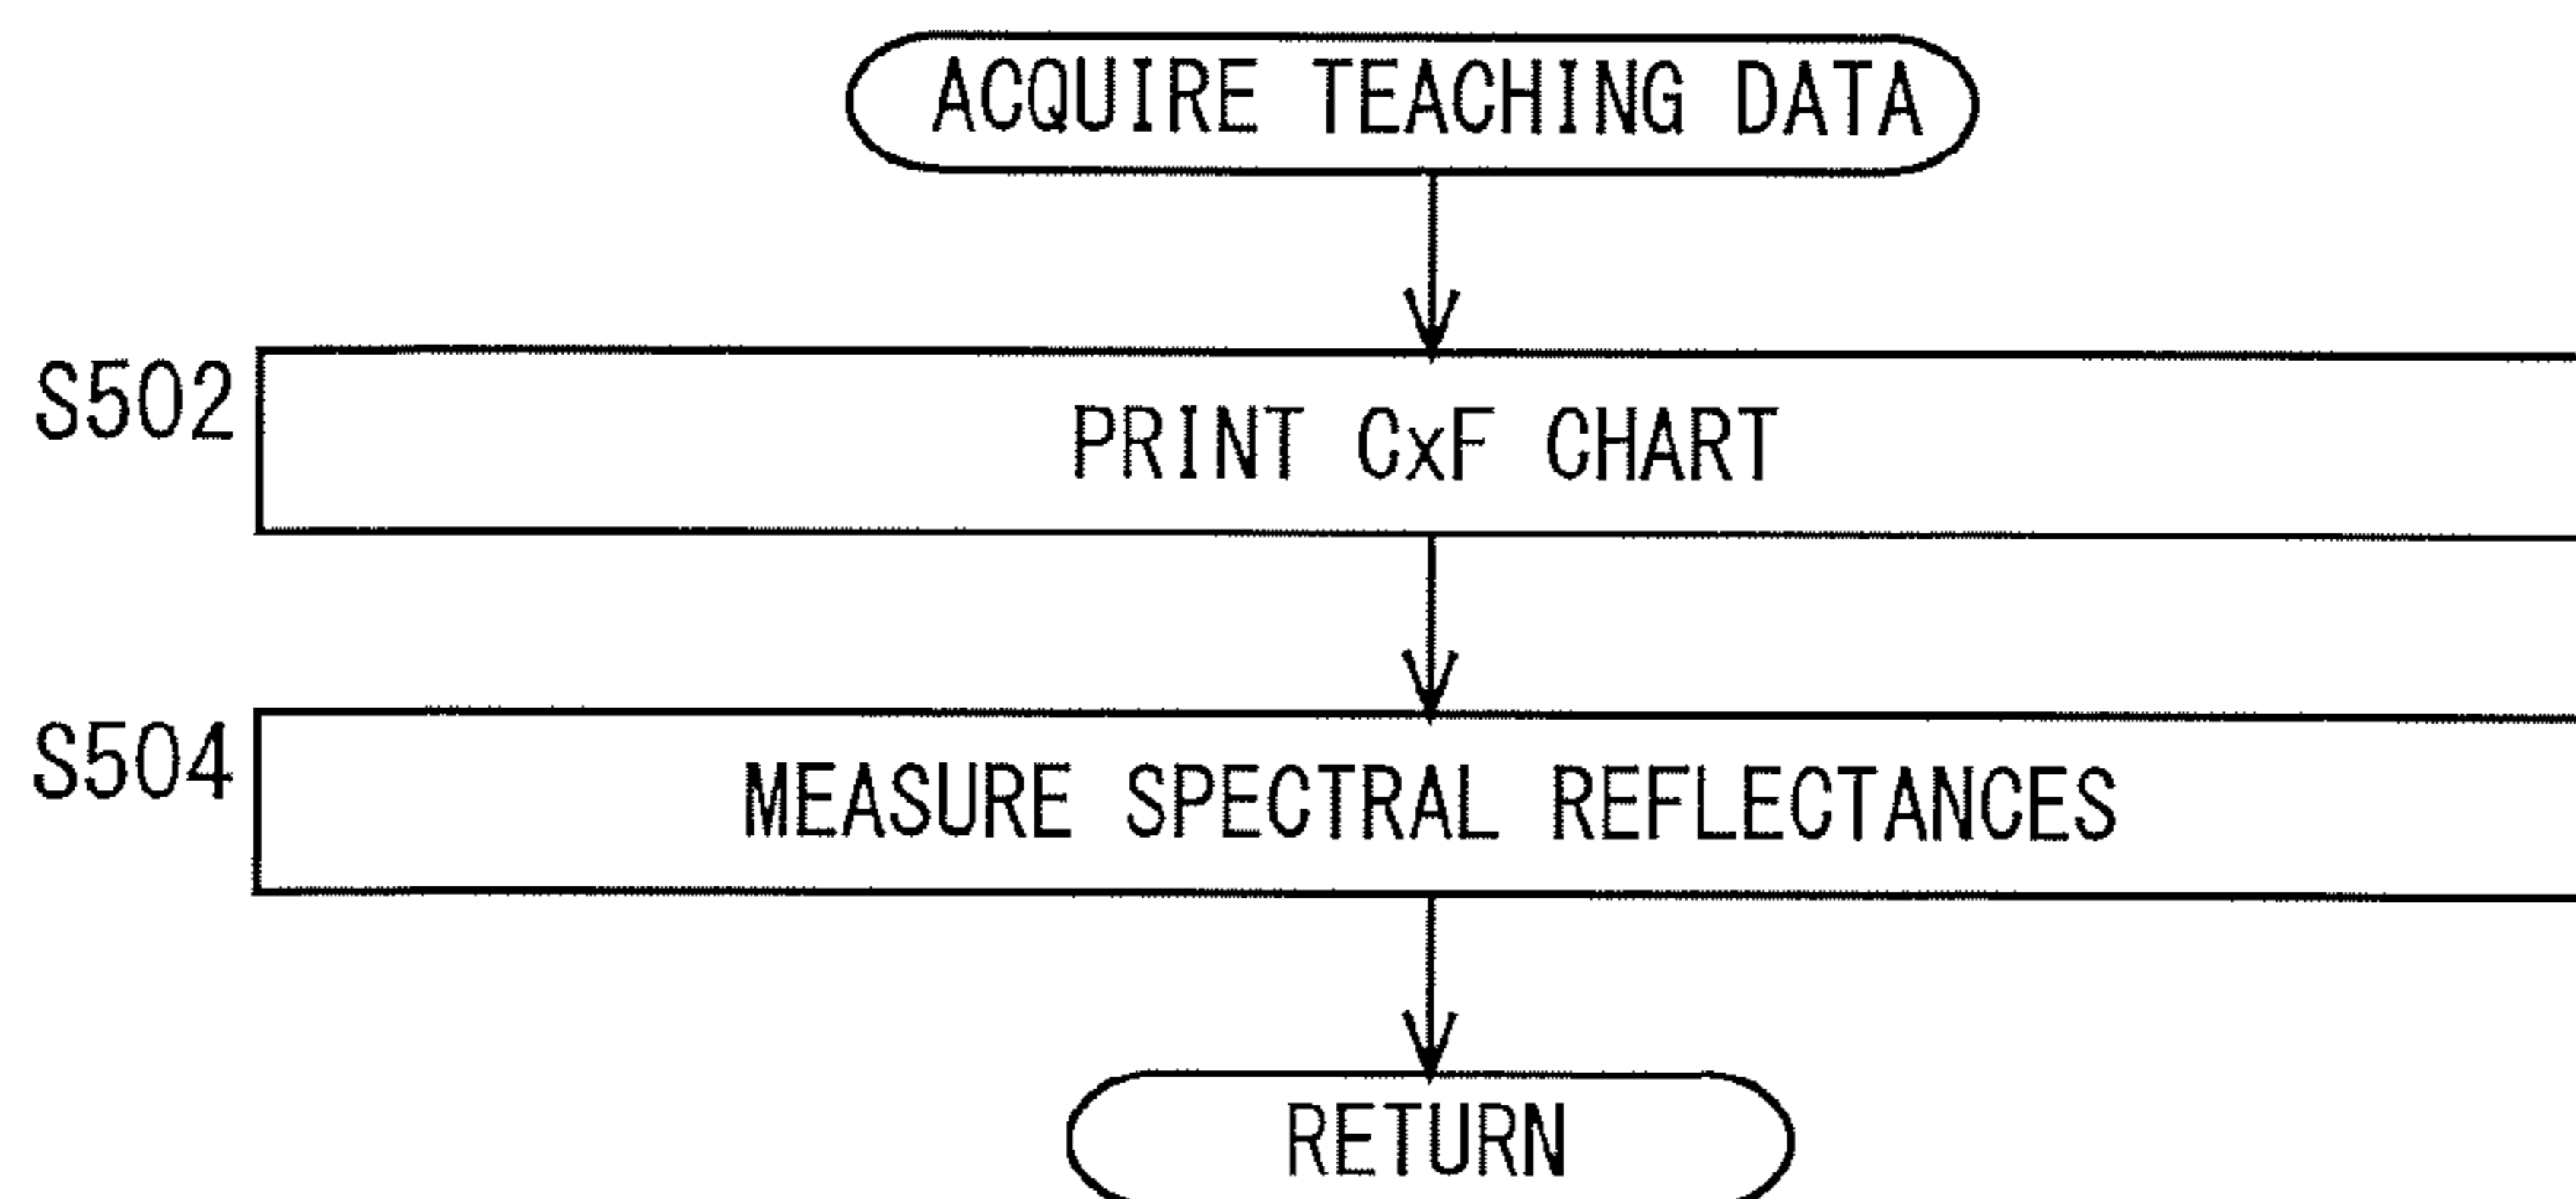 ACQUIRE TEACHING DATA
S502
PRINT CxF CHART
S504
MEASURE SPECTRAL REFLECTANCES
RETURN